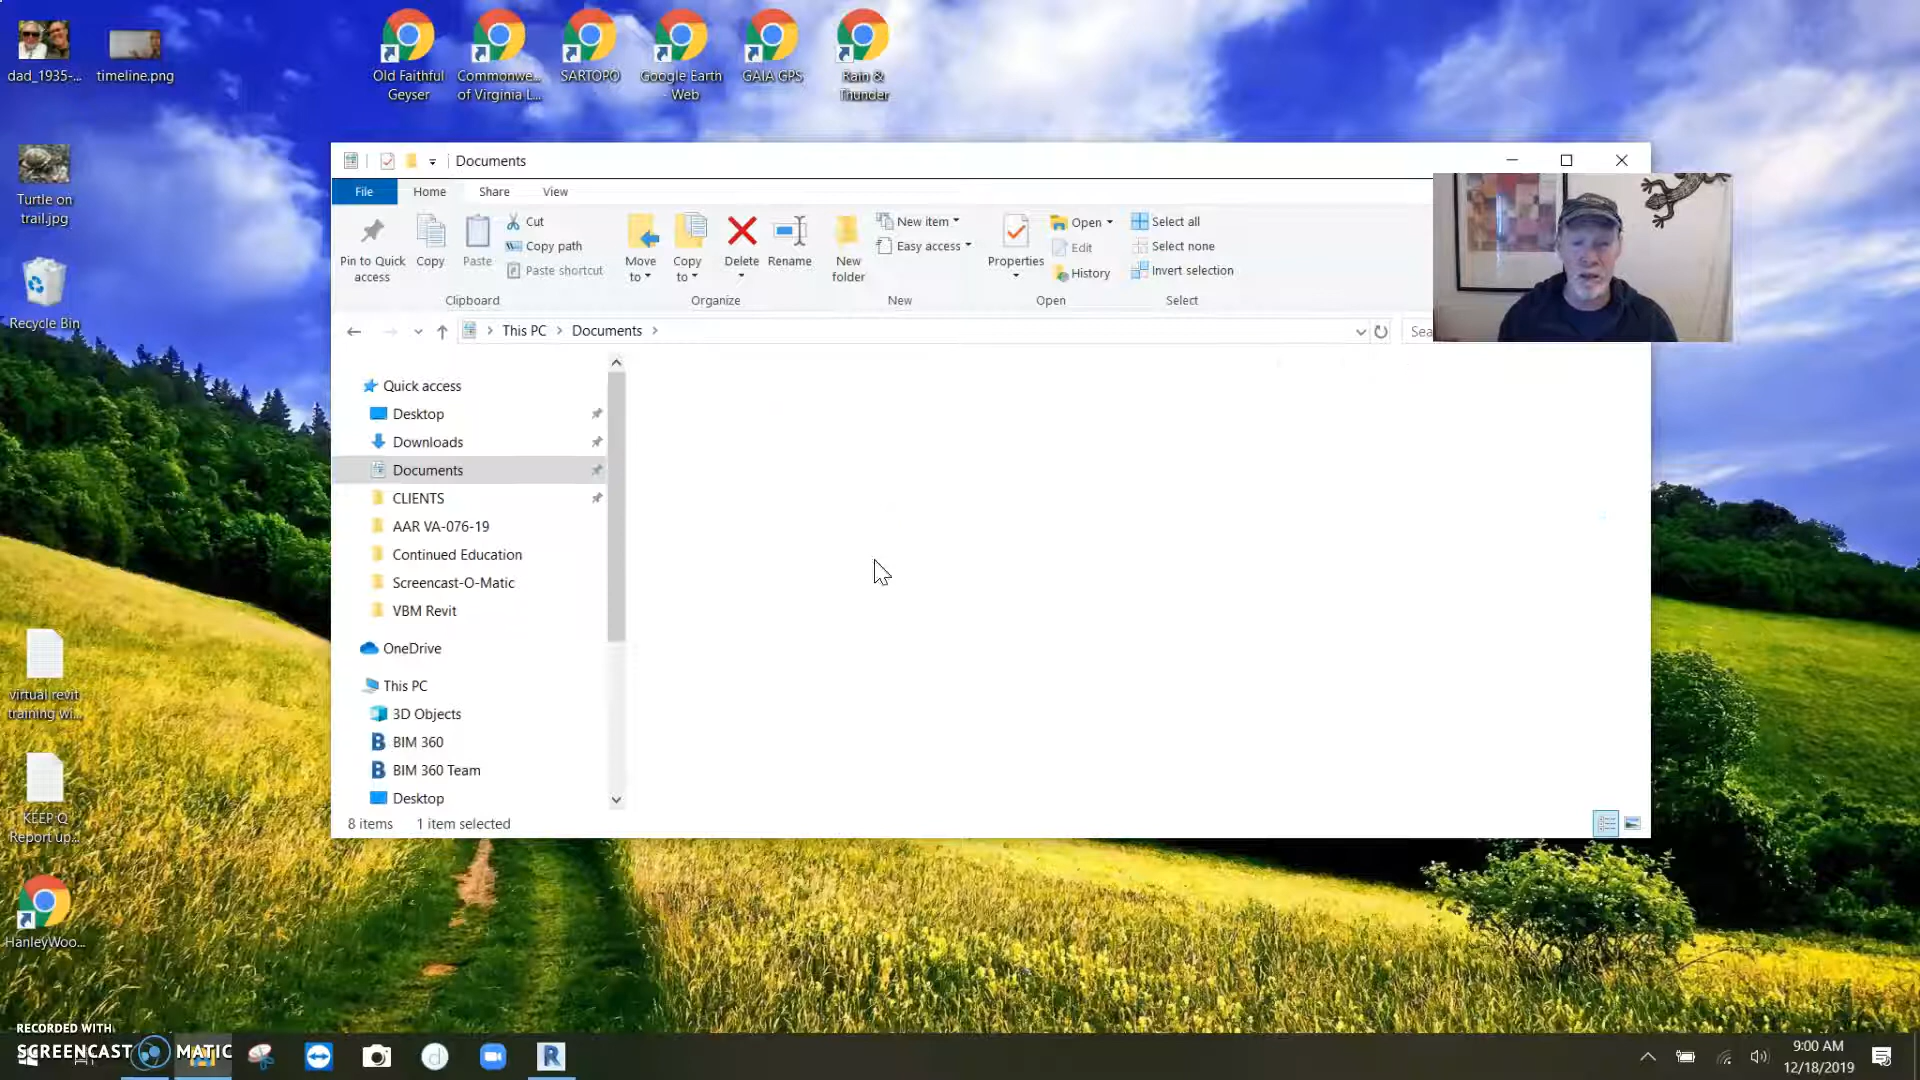 dad_1935-...
timeline.png
Old Faithful
Geyser
Commonwe...
of Virginia L...
SARTOPO
Google Earth
- Web
GAIA GPS
Rain &
Thunder
Turtle on
trail.jpg
Recycle Bin
virtual revit
training wi...
KEEP Q
Report up...
HanleyWoo...
Documents
File
Home
Share
View
Pin to Quick
access
Copy
Paste
Cut
Copy path
Paste shortcut
Clipboard
Move
to
Copy
to
Delete
Rename
Organize
New
folder
New item
Easy access
New
Properties
Open
Edit
History
Open
Select all
Select none
Invert selection
Select
This PC
Documents
Sea
Quick access
Desktop
Downloads
Documents
CLIENTS
AAR VA-076-19
Continued Education
Screencast-O-Matic
VBM Revit
OneDrive
This PC
3D Objects
BIM 360
BIM 360 Team
Desktop
8 items
1 item selected
RECORDED WITH
SCREENCAST MATIC
9:00 AM
12/18/2019